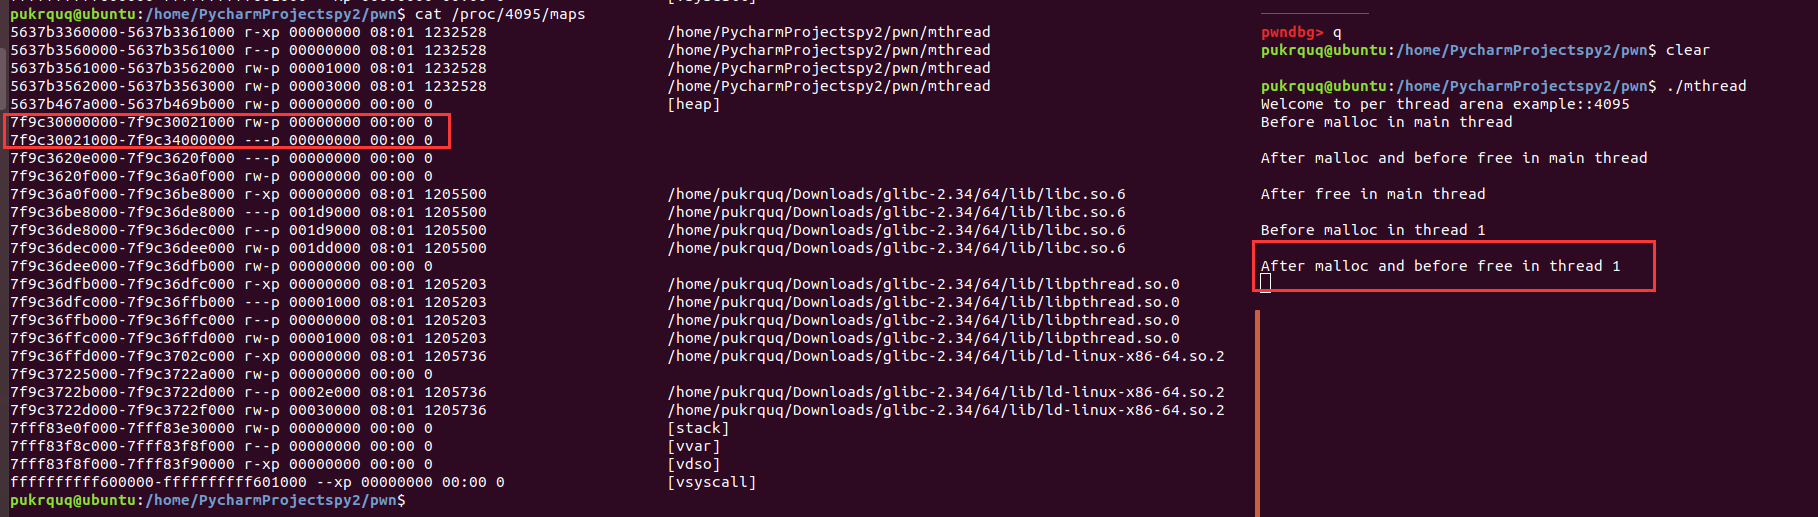 pukrquq@ubuntu:/home/PycharmProjectspy2/pwn$ cat /proc/4095/maps
5637b3360000-5637b3361000 r-xp 00000000 08:01 1232528 /home/PycharmProjectspy2/pwn/mthread
5637b3560000-5637b3561000 r--p 00000000 08:01 1232528 /home/PycharmProjectspy2/pwn/mthread
5637b3561000-5637b3562000 rw-p 00001000 08:01 1232528 /home/PycharmProjectspy2/pwn/mthread
5637b3562000-5637b3563000 rw-p 00003000 08:01 1232528 /home/PycharmProjectspy2/pwn/mthread
5637b467a000-5637b469b000 rw-p 00000000 00:00 0 [heap]
7f9c30000000-7f9c30021000 rw-p 00000000 00:00 0
7f9c30021000-7f9c34000000 ---p 00000000 00:00 0
7f9c3620e000-7f9c3620f000 ---p 00000000 00:00 0
7f9c3620f000-7f9c36a0f000 rw-p 00000000 00:00 0
7f9c36a0f000-7f9c36be8000 r-xp 00000000 08:01 1205500 /home/pukrquq/Downloads/glibc-2.34/64/lib/libc.so.6
7f9c36be8000-7f9c36de8000 ---p 001d9000 08:01 1205500 /home/pukrquq/Downloads/glibc-2.34/64/lib/libc.so.6
7f9c36de8000-7f9c36dec000 r--p 001d9000 08:01 1205500 /home/pukrquq/Downloads/glibc-2.34/64/lib/libc.so.6
7f9c36dec000-7f9c36dee000 rw-p 001dd000 08:01 1205500 /home/pukrquq/Downloads/glibc-2.34/64/lib/libc.so.6
7f9c36dee000-7f9c36dfb000 rw-p 00000000 00:00 0
7f9c36dfb000-7f9c36dfc000 r-xp 00000000 08:01 1205203 /home/pukrquq/Downloads/glibc-2.34/64/lib/libpthread.so.0
7f9c36dfc000-7f9c36ffb000 ---p 00001000 08:01 1205203 /home/pukrquq/Downloads/glibc-2.34/64/lib/libpthread.so.0
7f9c36ffb000-7f9c36ffc000 r--p 00000000 08:01 1205203 /home/pukrquq/Downloads/glibc-2.34/64/lib/libpthread.so.0
7f9c36ffc000-7f9c36ffd000 rw-p 00001000 08:01 1205203 /home/pukrquq/Downloads/glibc-2.34/64/lib/libpthread.so.0
7f9c36ffd000-7f9c3702c000 r-xp 00000000 08:01 1205736 /home/pukrquq/Downloads/glibc-2.34/64/lib/ld-linux-x86-64.so.2
7f9c37225000-7f9c3722a000 rw-p 00000000 00:00 0
7f9c3722b000-7f9c3722d000 r--p 0002e000 08:01 1205736 /home/pukrquq/Downloads/glibc-2.34/64/lib/ld-linux-x86-64.so.2
7f9c3722d000-7f9c3722f000 rw-p 00030000 08:01 1205736 /home/pukrquq/Downloads/glibc-2.34/64/lib/ld-linux-x86-64.so.2
7fff83e0f000-7fff83e30000 rw-p 00000000 00:00 0 [stack]
7fff83f8c000-7fff83f8f000 r--p 00000000 00:00 0 [vvar]
7fff83f8f000-7fff83f90000 r-xp 00000000 00:00 0 [vdso]
ffffffffff600000-ffffffffff601000 --xp 00000000 00:00 0 [vsyscall]
pukrquq@ubuntu:/home/PycharmProjectspy2/pwn$
pwndbg> q
pukrquq@ubuntu:/home/PycharmProjectspy2/pwn$ clear
pukrquq@ubuntu:/home/PycharmProjectspy2/pwn$ ./mthread
Welcome to per thread arena example::4095
Before malloc in main thread
After malloc and before free in main thread
After free in main thread
Before malloc in thread 1
After malloc and before free in thread 1